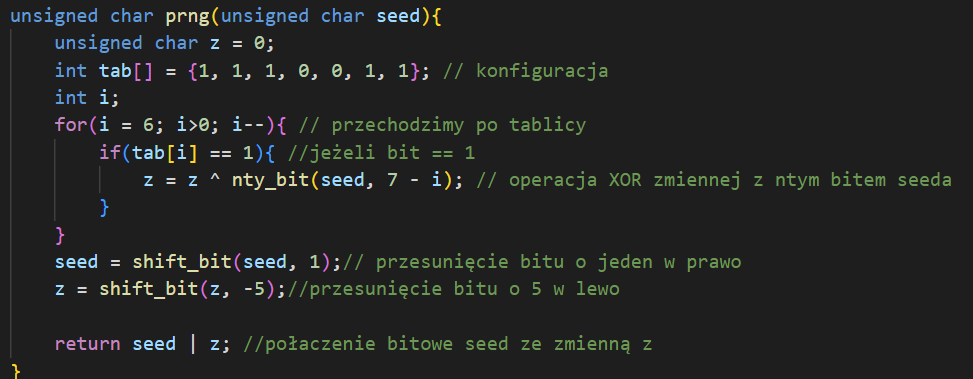 unsigned char prng(unsigned char seed){
    unsigned char z = 0;
    int tab[] = {1, 1, 1, 0, 0, 1, 1}; // konfiguracja
    int i;
    for(i = 6; i>0; i--){ // przechodzimy po tablicy
        if(tab[i] == 1){ //jeżeli bit == 1
            z = z ^ nty_bit(seed, 7 - i); // operacja XOR zmiennej z ntym bitem seeda
        }
    }
    seed = shift_bit(seed, 1);// przesunięcie bitu o jeden w prawo
    z = shift_bit(z, -5);//przesunięcie bitu o 5 w lewo

    return seed | z; //połaczenie bitowe seed ze zmienną z
}